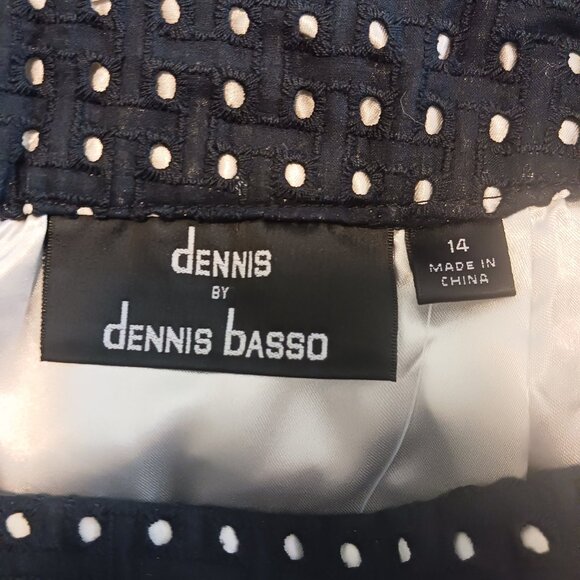 dENNIS
BY
dENNIS bASSO
14
MADE IN
CHINA